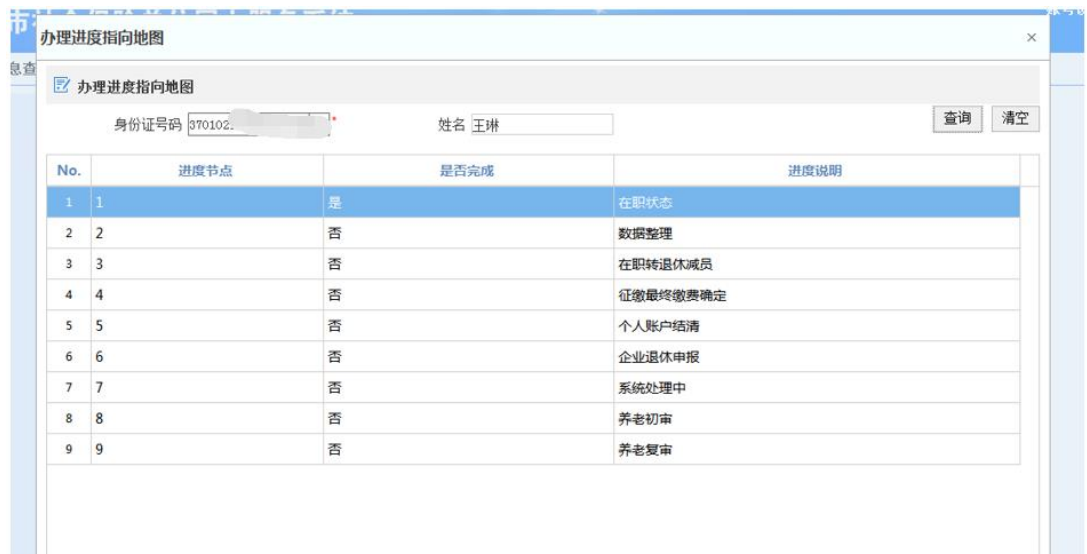 办理进度指向地图 ×
息查
办理进度指向地图
身份证号码 370102 * 姓名 王琳 查询 清空
No. 进度节点 是否完成 进度说明
1 1 是 在职状态
2 2 否 数据整理
3 3 否 在职转退休减员
4 4 否 征缴最终缴费确定
5 5 否 个人账户结清
6 6 否 企业退休申报
7 7 否 系统处理中
8 8 否 养老初审
9 9 否 养老复审